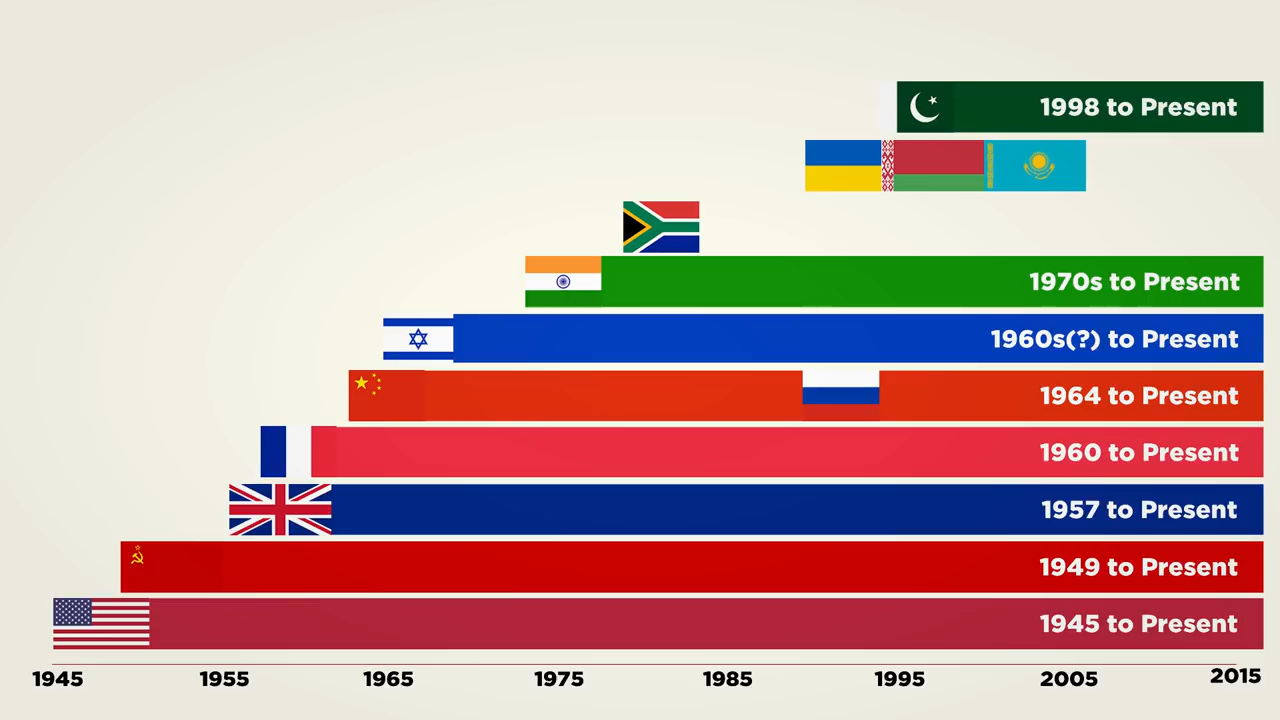 1998 to Present
1970s to Present
1960s(?) to Present
1964 to Present
1960 to Present
1957 to Present
1949 to Present
1945 to Present
1945 1955 1965 1975 1985 1995 2005 2015